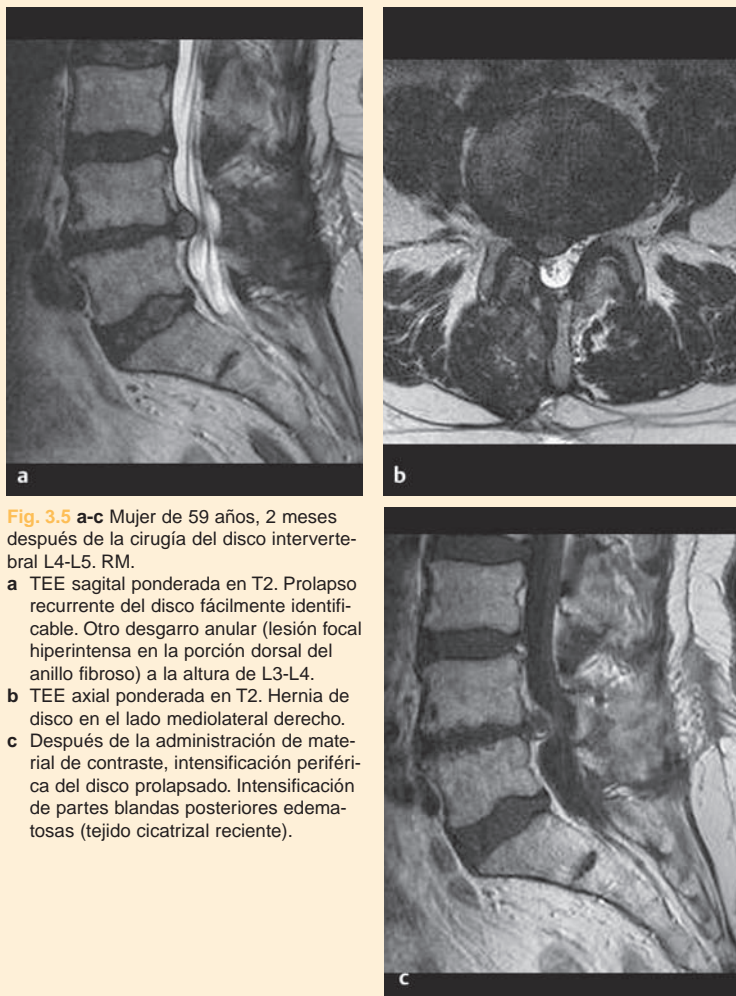 a
b
Fig. 3.5 a-c Mujer de 59 años, 2 meses
después de la cirugía del disco interverte-
bral L4-L5. RM.
a TEE sagital ponderada en T2. Prolapso
recurrente del disco fácilmente identifi-
cable. Otro desgarro anular (lesión focal
hiperintensa en la porción dorsal del
anillo fibroso) a la altura de L3-L4.
b TEE axial ponderada en T2. Hernia de
disco en el lado mediolateral derecho.
c Después de la administración de mate-
rial de contraste, intensificación periféri-
ca del disco prolapsado. Intensificación
de partes blandas posteriores edema-
tosas (tejido cicatrizal reciente).
c